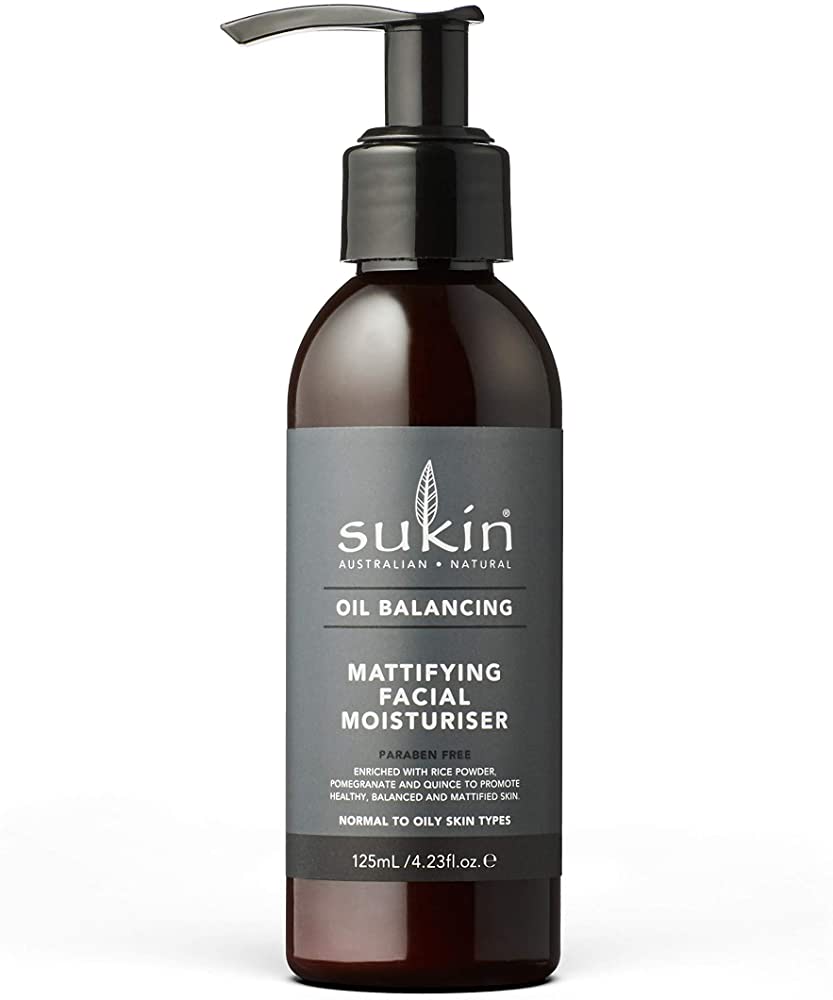 sukin®
AUSTRALIAN • NATURAL
OIL BALANCING
MATTIFYING
FACIAL
MOISTURISER
PARABEN FREE
ENRICHED WITH RICE POWDER,
POMEGRANATE AND QUINCE TO PROMOTE
HEALTHY, BALANCED AND MATTIFIED SKIN.
NORMAL TO OILY SKIN TYPES
125mL /4.23fl.oz.℮